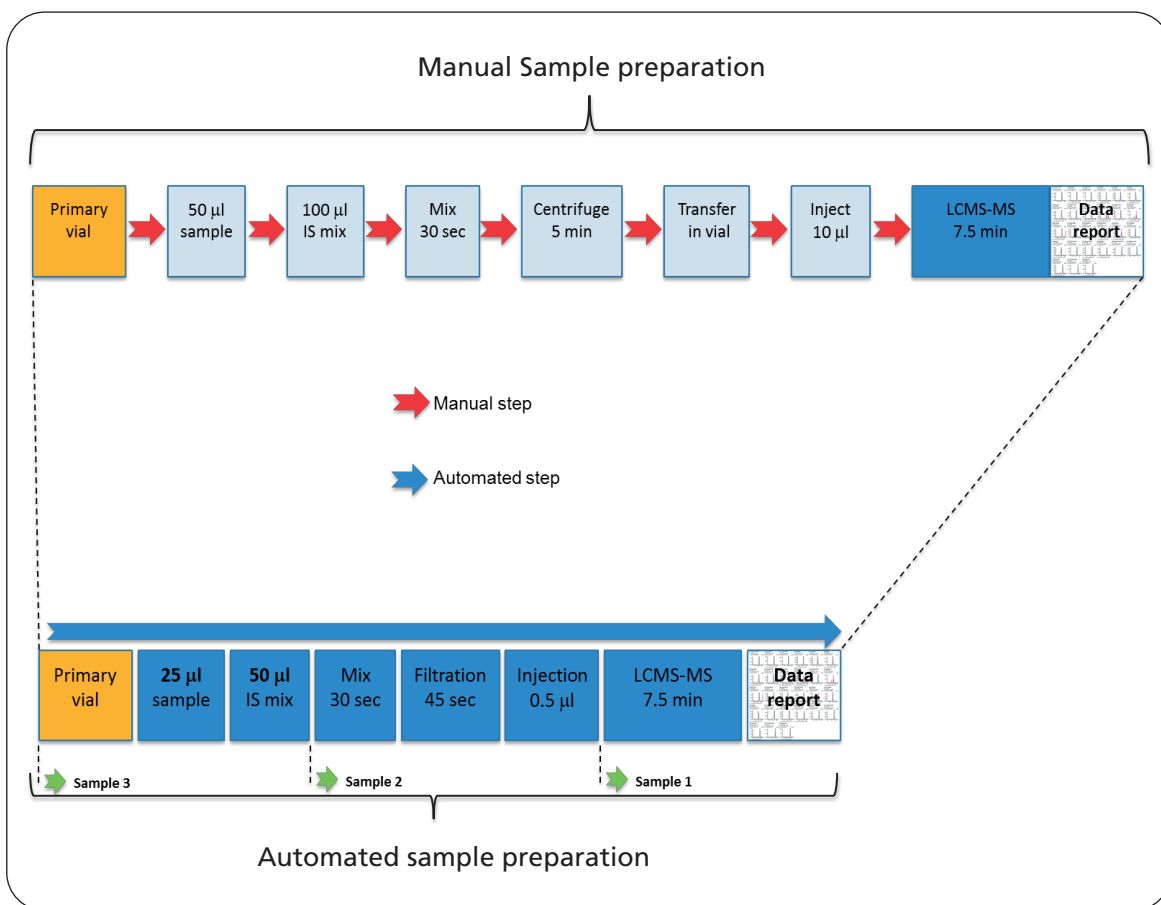 Manual Sample preparation
Primary
vial
50 µl
sample
100 µl
IS mix
Mix
30 sec
Centrifuge
5 min
Transfer
in vial
Inject
10 µl
LCMS-MS
7.5 min
Data
report
Manual step
Automated step
Primary
vial
25 µl
sample
50 µl
IS mix
Mix
30 sec
Filtration
45 sec
Injection
0.5 µl
LCMS-MS
7.5 min
Data
report
Sample 3
Sample 2
Sample 1
Automated sample preparation